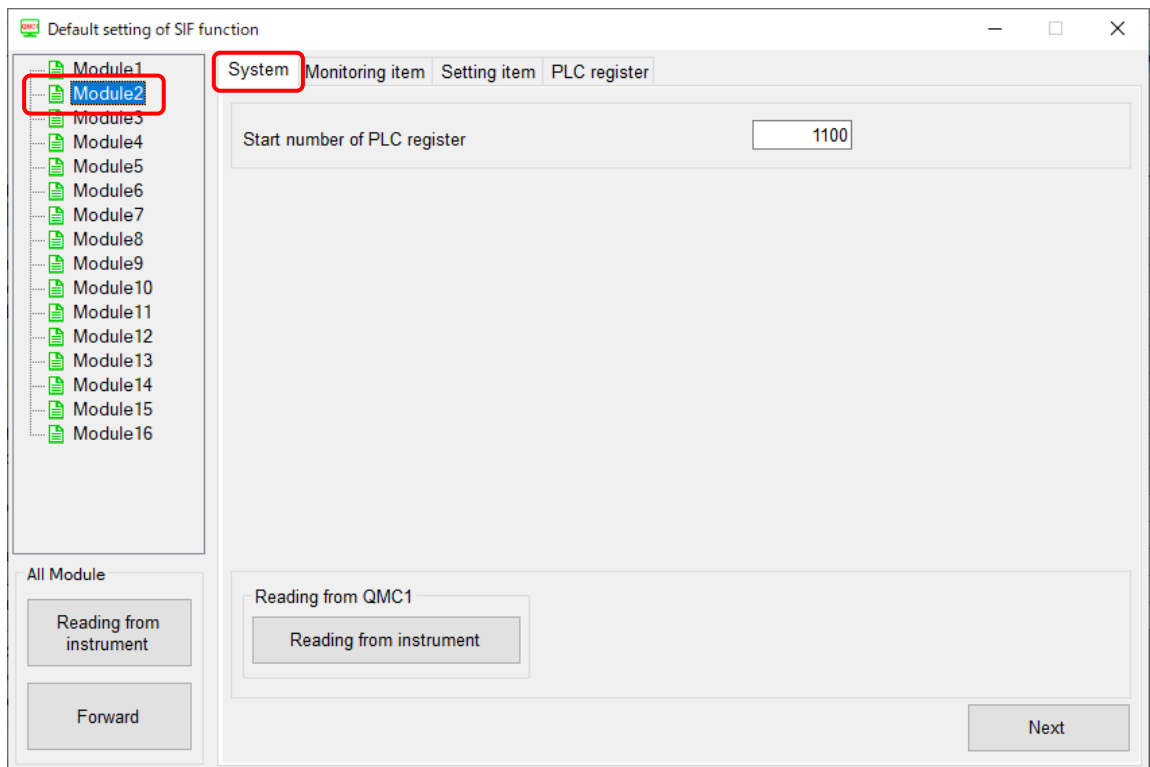 QMC1
Default setting of SIF function
Module1
Module2
Module3
Module4
Module5
Module6
Module7
Module8
Module9
Module10
Module11
Module12
Module13
Module14
Module15
Module16
All Module
Reading from
instrument
Forward
System Monitoring item Setting item PLC register
Start number of PLC register 1100
Reading from QMC1
Reading from instrument
Next